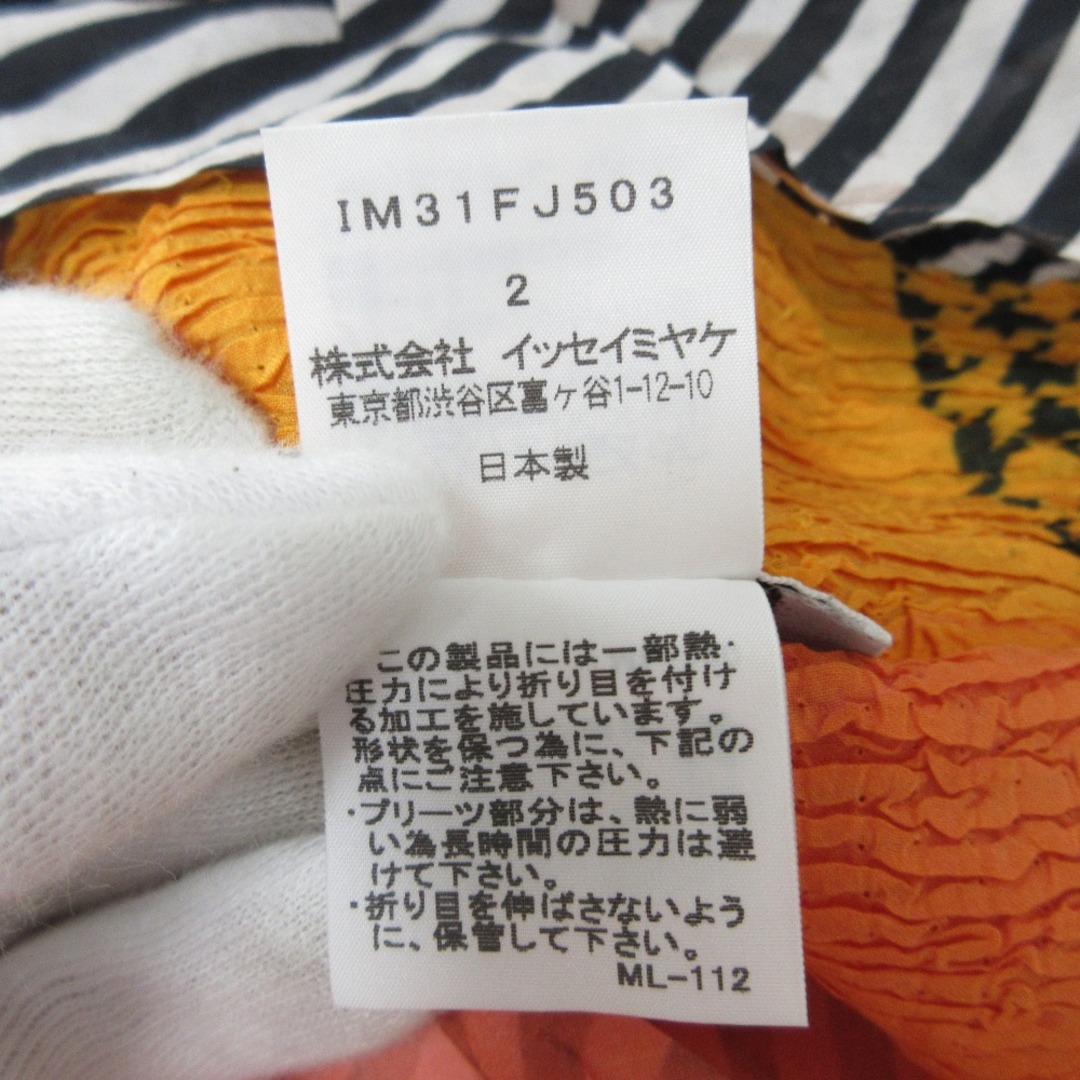 IM31FJ503
2
株式会社 イッセイミヤケ
東京都渋谷区富ヶ谷1-12-10
日本製
この製品には一部熱・
圧力により折り目を付け
る加工を施しています。
形状を保つ為に、下記の
点にご注意下さい。
・プリーツ部分は、熱に弱
い為長時間の圧力は避
けて下さい。
・折り目を伸ばさないよう
に、保管して下さい。
ML-112